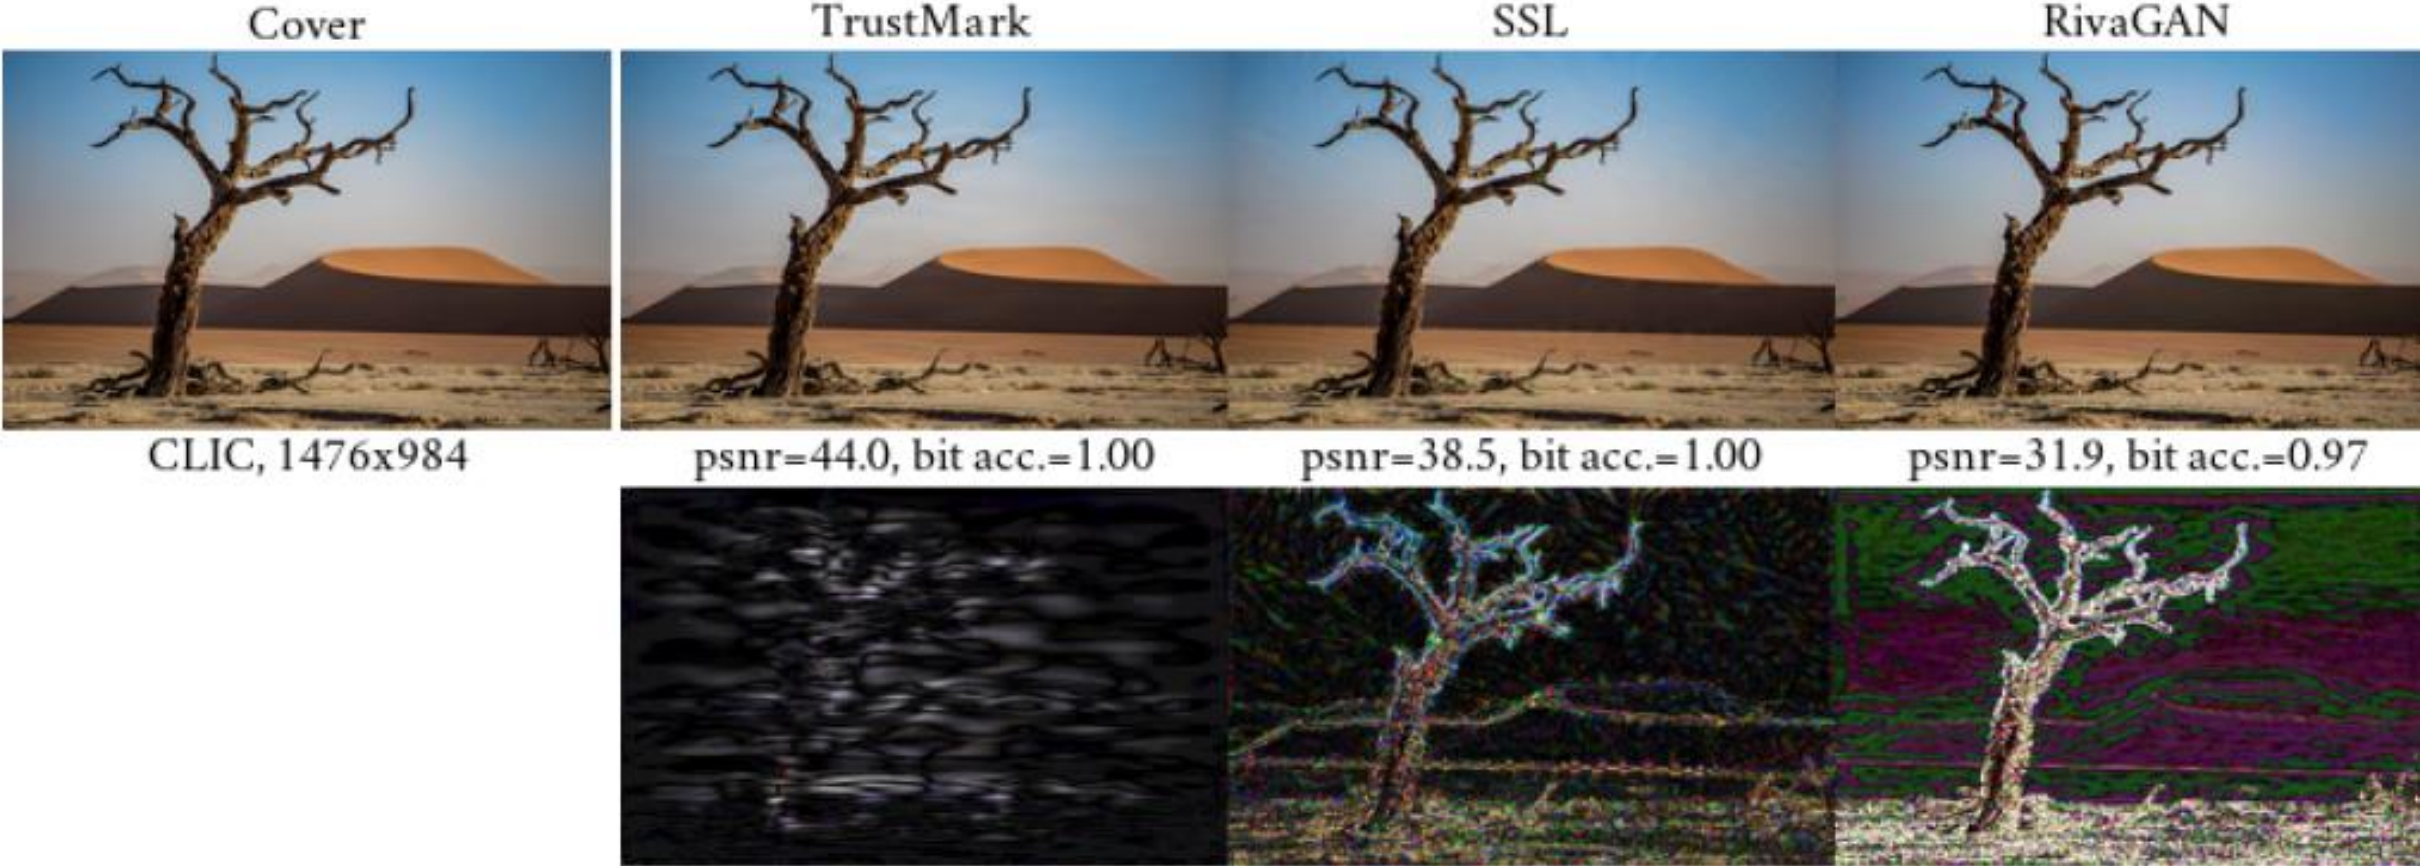 Cover
TrustMark
SSL
RivaGAN
CLIC, 1476x984
psnr=44.0, bit acc.=1.00
psnr=38.5, bit acc.=1.00
psnr=31.9, bit acc.=0.97